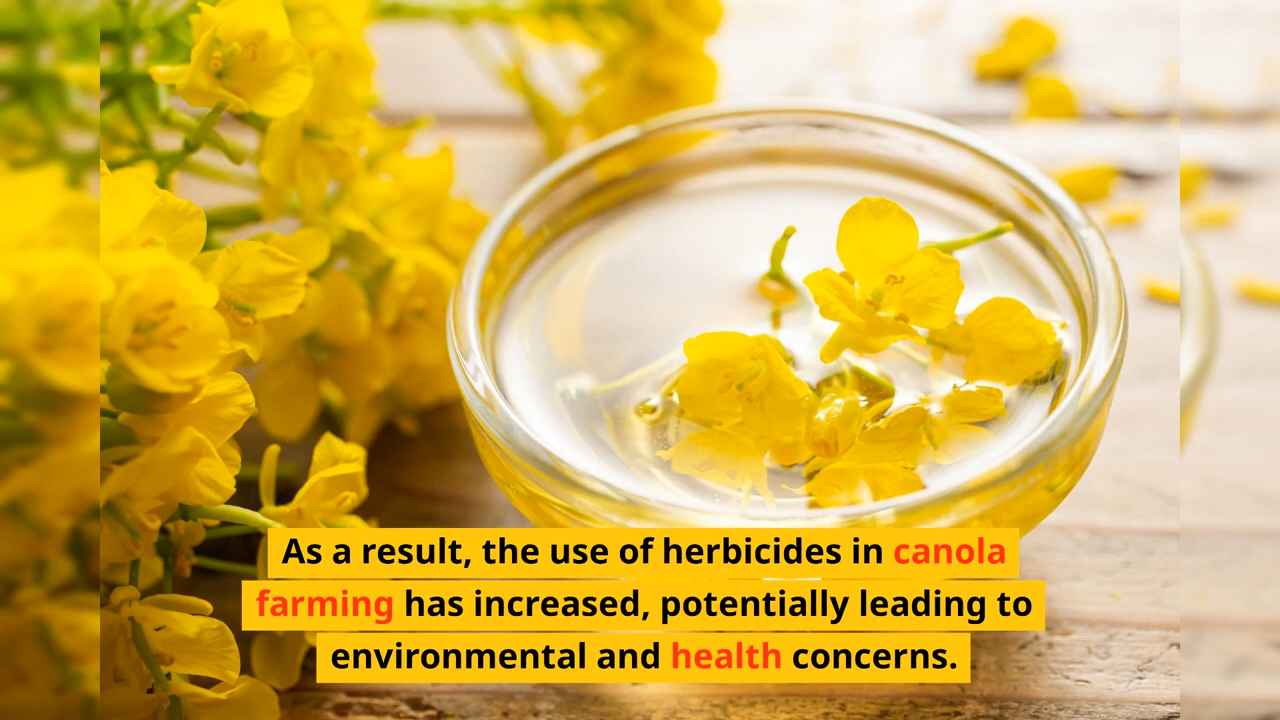 As a result, the use of herbicides in canola
farming has increased, potentially leading to
environmental and health concerns.